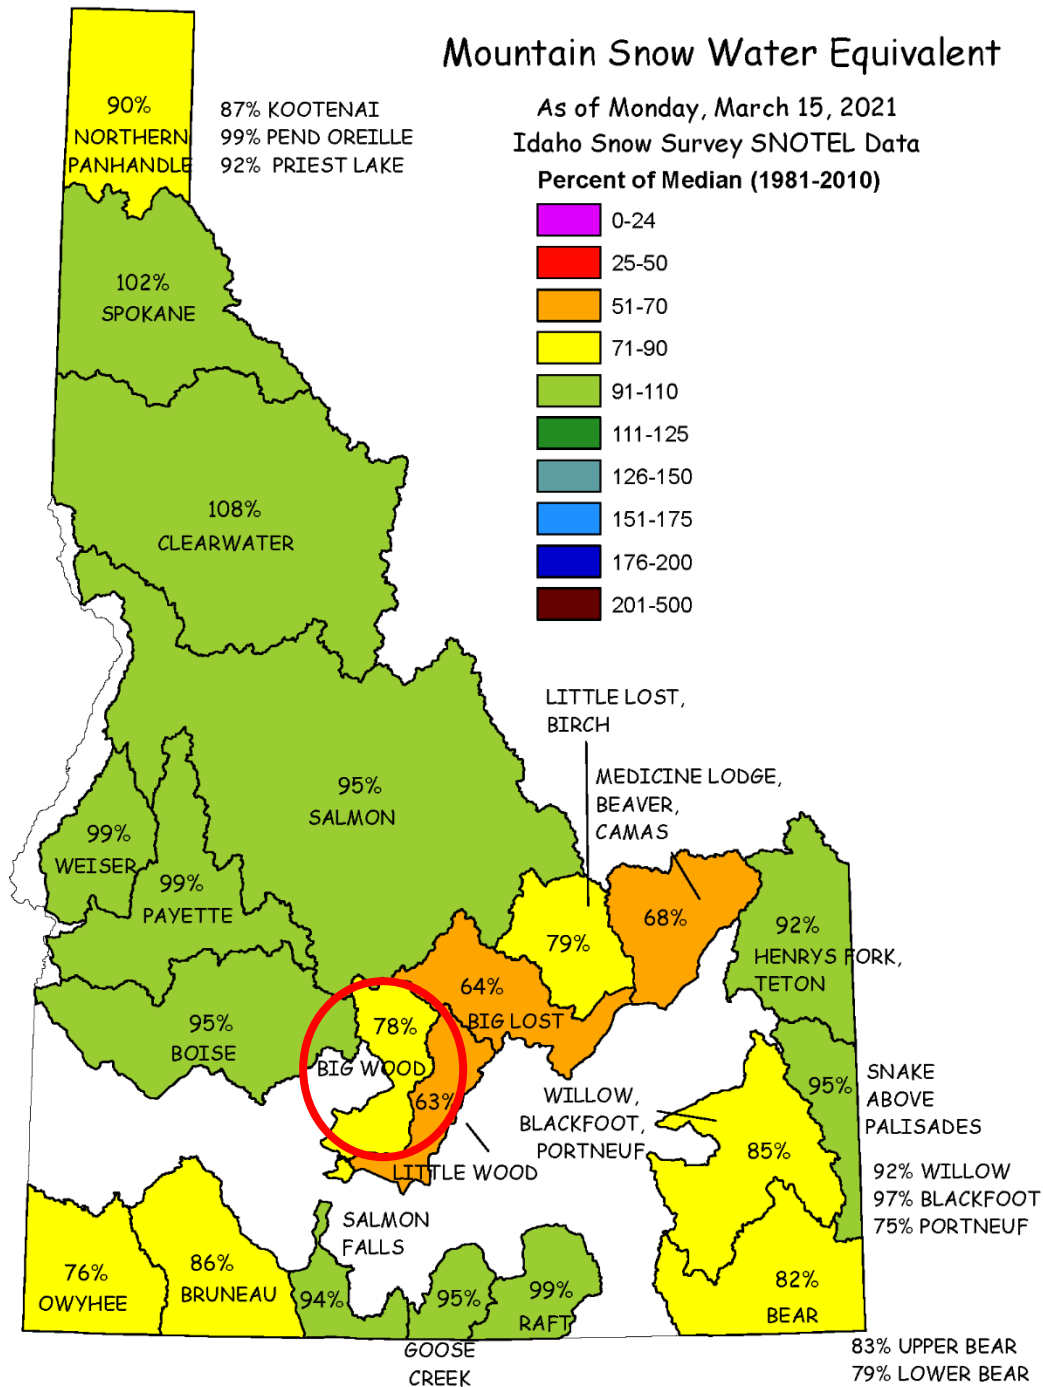 Mountain Snow Water Equivalent
As of Monday, March 15, 2021
Idaho Snow Survey SNOTEL Data
Percent of Median (1981-2010)
0-24
25-50
51-70
71-90
91-110
111-125
126-150
151-175
176-200
201-500
90%
NORTHERN
PANHANDLE
87% KOOTENAI
99% PEND OREILLE
92% PRIEST LAKE
102%
SPOKANE
108%
CLEARWATER
LITTLE LOST,
BIRCH
MEDICINE LODGE,
BEAVER,
CAMAS
95%
SALMON
99%
WEISER
99%
PAYETTE
79%
68%
92%
HENRYS FORK,
TETON
64%
BIG LOST
95%
BOISE
78%
BIG WOOD
63%
LITTLE WOOD
WILLOW,
BLACKFOOT,
PORTNEUF
85%
95%
SNAKE
ABOVE
PALISADES
92% WILLOW
97% BLACKFOOT
75% PORTNEUF
76%
OWYHEE
86%
BRUNEAU
SALMON
FALLS
94%
95%
GOOSE
CREEK
99%
RAFT
82%
BEAR
83% UPPER BEAR
79% LOWER BEAR